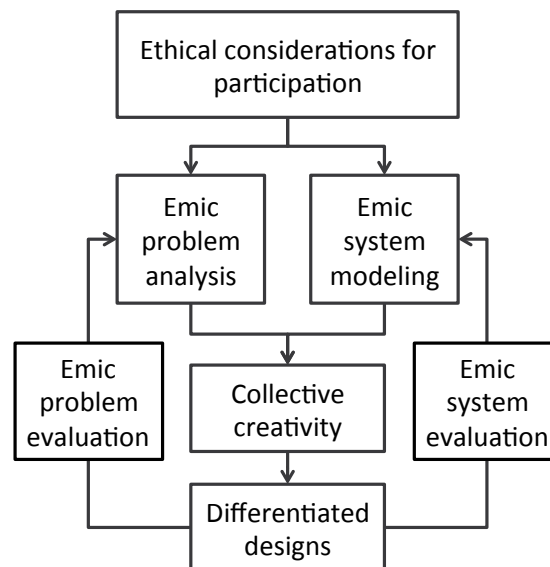 Ethical considerations for
participation
Emic
problem
analysis
Emic
system
modeling
Emic
problem
evaluation
Collective
creativity
Emic
system
evaluation
Differentiated
designs